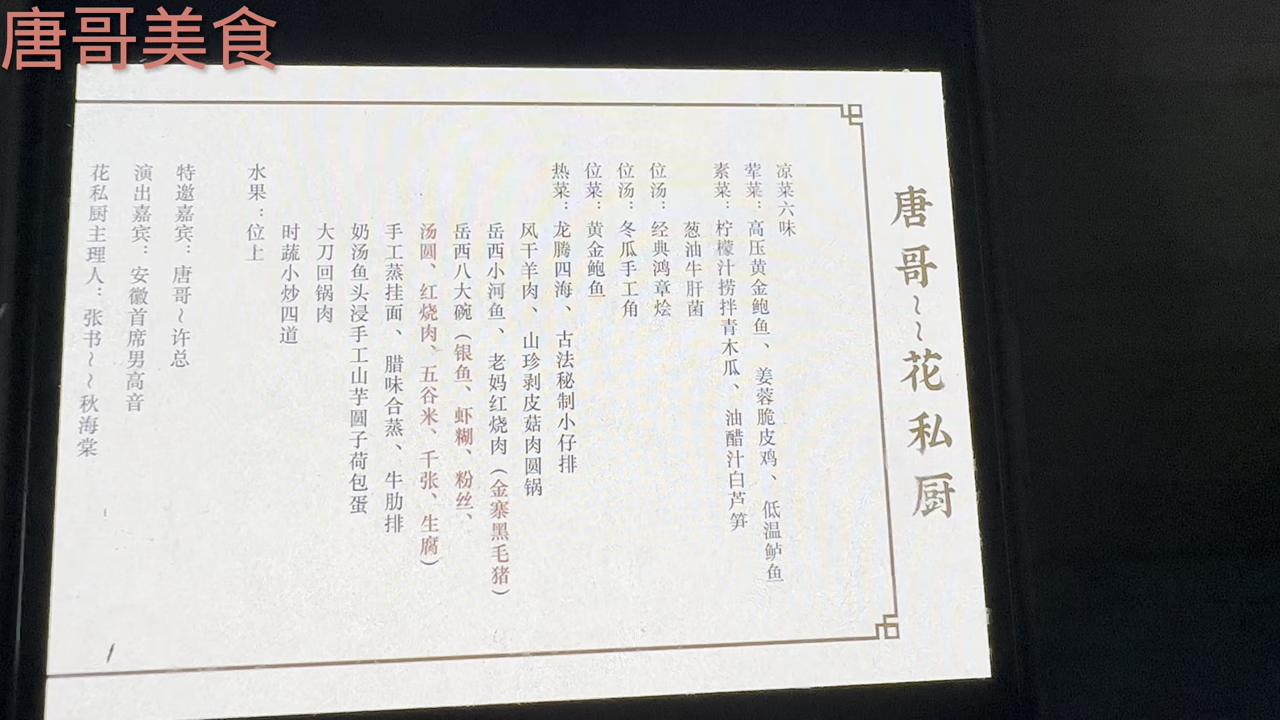 唐哥美食
唐哥~~花私厨
凉菜六味
荤菜：高压黄金鲍鱼、姜蓉脆皮鸡、低温鲈鱼
素菜：柠檬汁捞拌青木瓜、油醋汁白芦笋
葱油牛肝菌
位汤：经典鸿章烩
位汤：冬瓜手工角
位菜：黄金鲍鱼
热菜：龙腾四海、古法秘制小仔排
风干羊肉、山珍剥皮菇肉圆锅
岳西小河鱼、老妈红烧肉（金寨黑毛猪）
岳西八大碗（银鱼、虾糊、粉丝、
汤圆、红烧肉、五谷米、千张、生腐）
手工蒸挂面、腊味合蒸、牛肋排
奶汤鱼头浸手工山芋圆子荷包蛋
大刀回锅肉
时蔬小炒四道
水果：位上
特邀嘉宾：唐哥~许总
演出嘉宾：安徽首席男高音
花私厨主理人：张书~~秋海棠